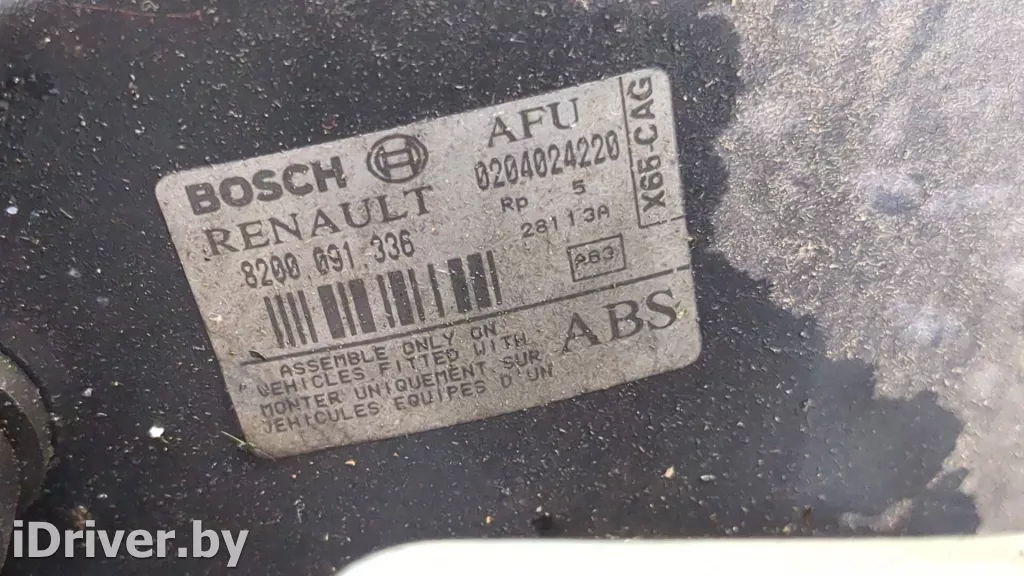 BOSCH AFU
RENAULT 0204024220
8200 091 336 Rp 5
28113A
X65-CAG
A63
ASSEMBLE ONLY ON
VEHICLES FITTED WITH ABS
MONTER UNIQUEMENT SUR
VEHICULES EQUIPES D'UN
iDriver.by